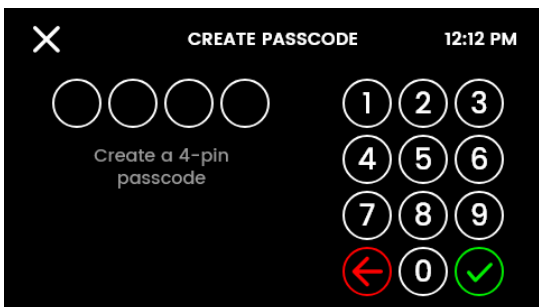 CREATE PASSCODE 12:12 PM
Create a 4-pin
passcode
1 2 3
4 5 6
7 8 9
0